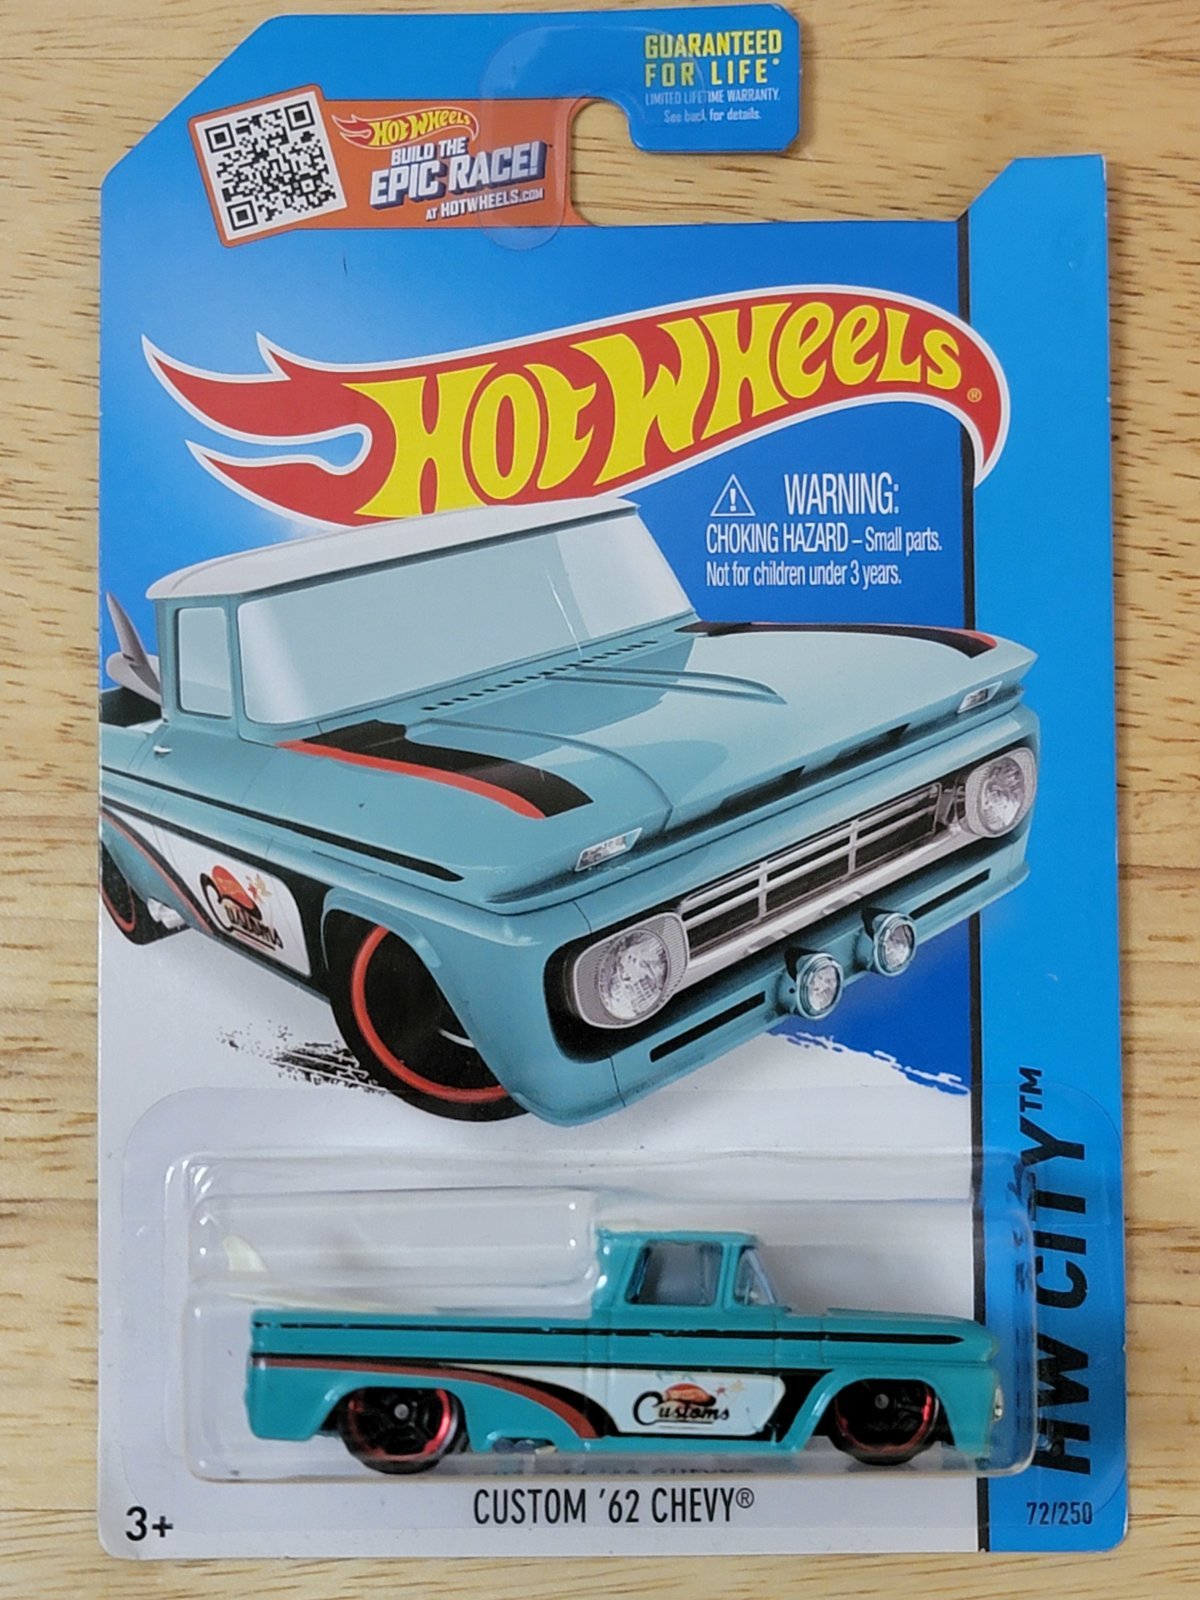 GUARANTEED
FOR LIFE*
LIMITED LIFETIME WARRANTY.
See back for details.
HOT WHEELS
BUILD THE
EPIC RACE!™
AT HOTWHEELS.COM
HOT WHEELS®
WARNING:
CHOKING HAZARD – Small parts.
Not for children under 3 years.
Customs
HW CITY™
Customs
CUSTOM '62 CHEVY®
3+
72/250